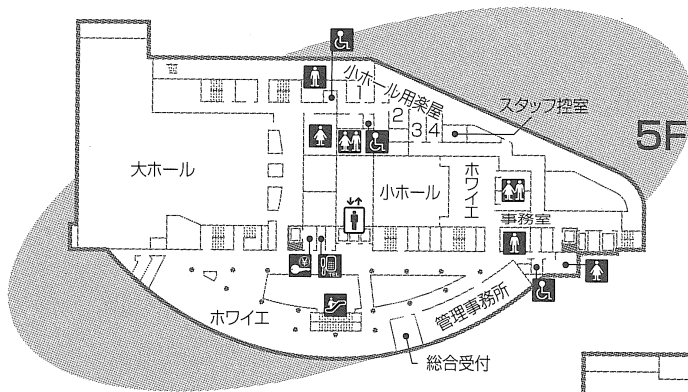 小ホール用楽屋
1
2
3
4
スタッフ控室
5F
大ホール
小ホール
ホワイエ
事務室
TEL
ホワイエ
管理事務所
総合受付